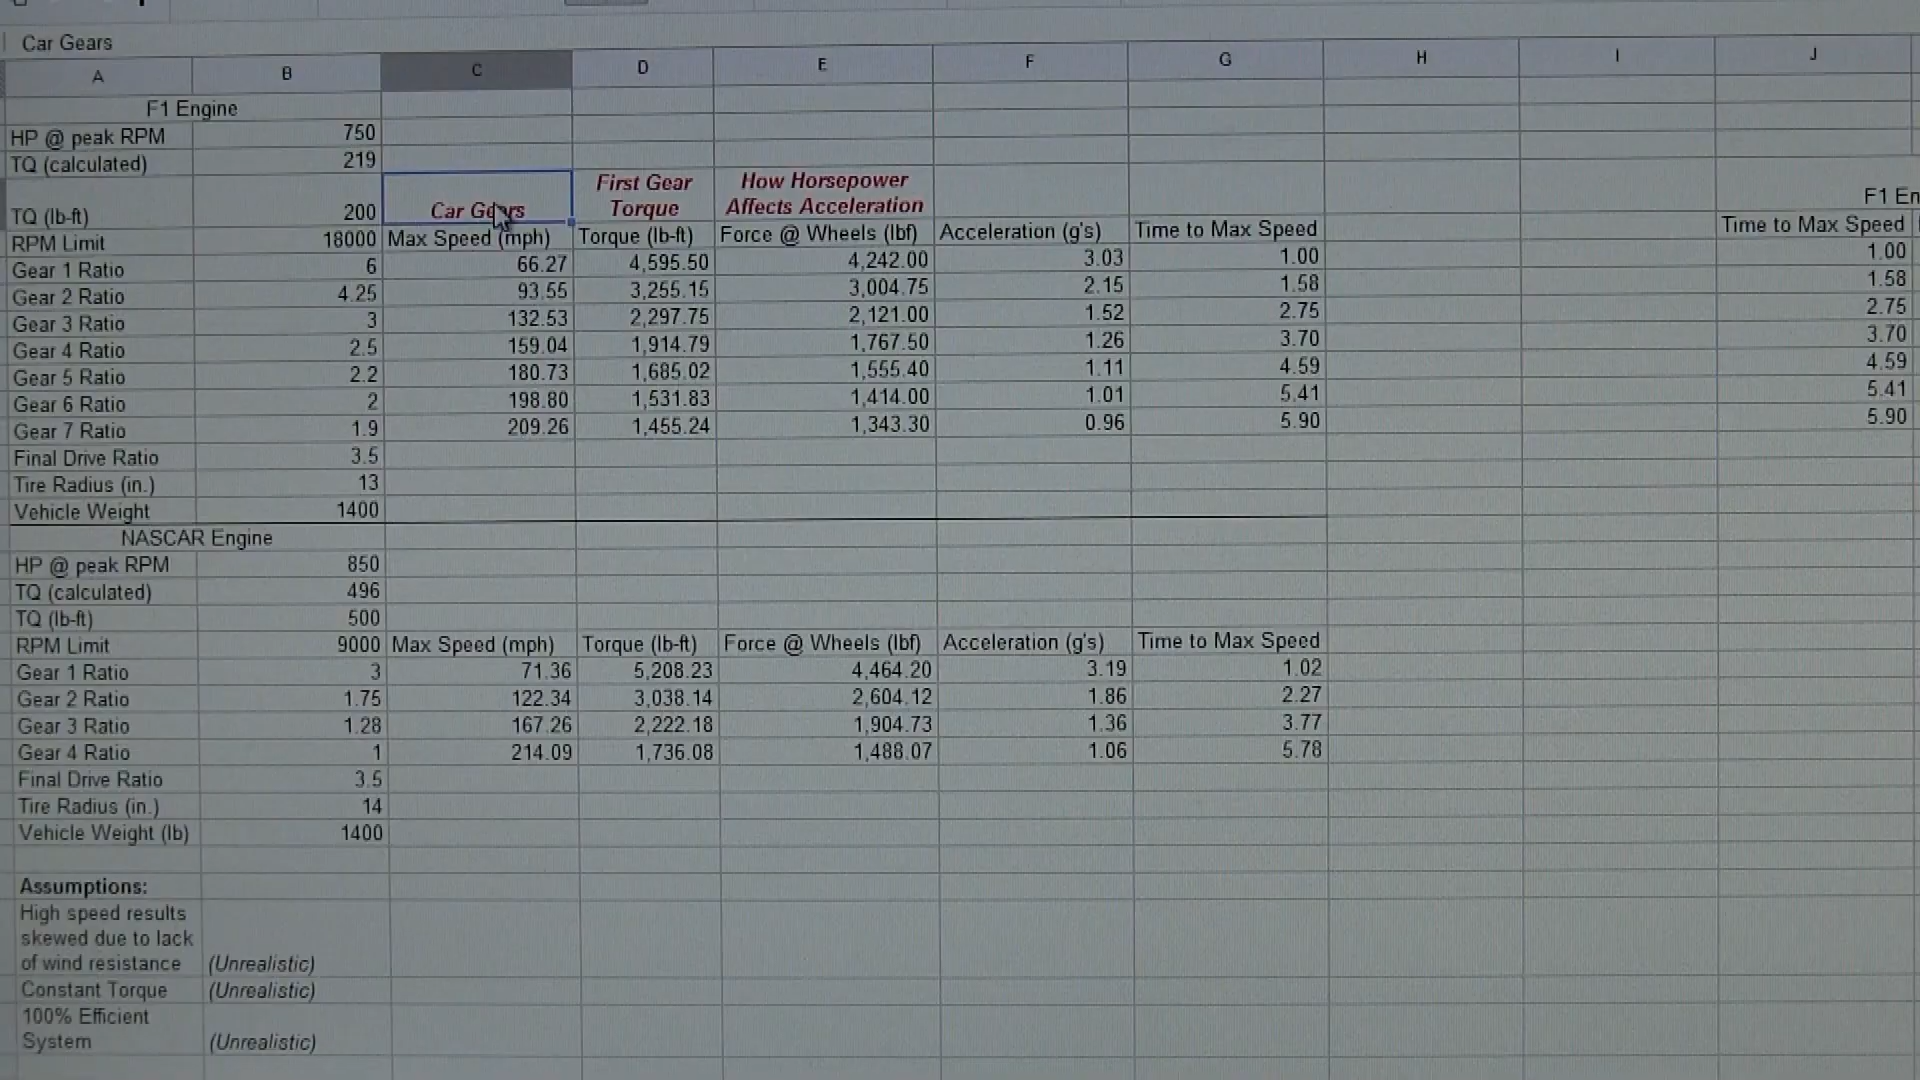 Car Gears
A B C D E F G H I J
F1 Engine
HP @ peak RPM 750
TQ (calculated) 219
First Gear How Horsepower
TQ (lb-ft) 200 Car Gears Torque Affects Acceleration F1 En
RPM Limit 18000 Max Speed (mph) Torque (lb-ft) Force @ Wheels (lbf) Acceleration (g's) Time to Max Speed Time to Max Speed
Gear 1 Ratio 6 66.27 4,595.50 4,242.00 3.03 1.00 1.00
Gear 2 Ratio 4.25 93.55 3,255.15 3,004.75 2.15 1.58 1.58
Gear 3 Ratio 3 132.53 2,297.75 2,121.00 1.52 2.75 2.75
Gear 4 Ratio 2.5 159.04 1,914.79 1,767.50 1.26 3.70 3.70
Gear 5 Ratio 2.2 180.73 1,685.02 1,555.40 1.11 4.59 4.59
Gear 6 Ratio 2 198.80 1,531.83 1,414.00 1.01 5.41 5.41
Gear 7 Ratio 1.9 209.26 1,455.24 1,343.30 0.96 5.90 5.90
Final Drive Ratio 3.5
Tire Radius (in.) 13
Vehicle Weight 1400
NASCAR Engine
HP @ peak RPM 850
TQ (calculated) 496
TQ (lb-ft) 500
RPM Limit 9000 Max Speed (mph) Torque (lb-ft) Force @ Wheels (lbf) Acceleration (g's) Time to Max Speed
Gear 1 Ratio 3 71.36 5,208.23 4,464.20 3.19 1.02
Gear 2 Ratio 1.75 122.34 3,038.14 2,604.12 1.86 2.27
Gear 3 Ratio 1.28 167.26 2,222.18 1,904.73 1.36 3.77
Gear 4 Ratio 1 214.09 1,736.08 1,488.07 1.06 5.78
Final Drive Ratio 3.5
Tire Radius (in.) 14
Vehicle Weight (lb) 1400
Assumptions:
High speed results
skewed due to lack
of wind resistance (Unrealistic)
Constant Torque (Unrealistic)
100% Efficient
System (Unrealistic)